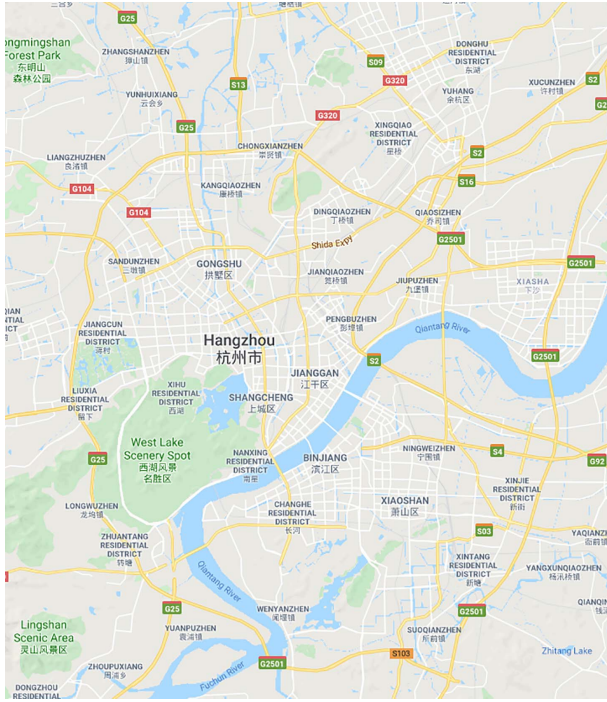 G25
ongmingshan
Forest Park
东明山
森林公园
ZHANGSHANZHEN
獐山镇
S13
YUNHUIXIANG
云会乡
G25
S09
G320
G320
DONGHU
RESIDENTIAL
DISTRICT
东湖
YUHANG
余杭区
XUCUNZHEN
许村镇
S2
LIANGZHUZHEN
良渚镇
G104
G104
CHONGXIANZHEN
崇贤镇
XINGQIAO
RESIDENTIAL
DISTRICT
星桥
S2
S16
KANGQIAOZHEN
康桥镇
DINGQIAOZHEN
丁桥镇
QIAOSIZHEN
乔司镇
G2501
Shida Expy
SANDUNZHEN
三墩镇
GONGSHU
拱墅区
JIANQIAOZHEN
笕桥镇
JIUPUZHEN
九堡镇
G2501
XIASHA
下沙
JIANGCUN
RESIDENTIAL
DISTRICT
蒋村
PENGBUZHEN
彭埠镇
Qiantang River
Hangzhou
杭州市
S2
G2501
JIANGGAN
江干区
LIUXIA
RESIDENTIAL
DISTRICT
留下
XIHU
RESIDENTIAL
DISTRICT
西湖
SHANGCHENG
上城区
G25
West Lake
Scenery Spot
西湖风景
名胜区
NANXING
RESIDENTIAL
DISTRICT
南星
BINJIANG
滨江区
NINGWEIZHEN
宁围镇
S4
G92
XINJIE
RESIDENTIAL
DISTRICT
新街
LONGWUZHEN
龙坞镇
CHANGHE
RESIDENTIAL
DISTRICT
长河
XIAOSHAN
萧山区
S03
ZHUANTANG
RESIDENTIAL
DISTRICT
转塘
YAQIANZ
衙前镇
XINTANG
RESIDENTIAL
DISTRICT
新塘
YANGXUNQIAOZHEN
杨汛桥镇
Qiantang River
G25
WENYANZHEN
闻堰镇
G2501
Lingshan
Scenic Area
灵山风景区
YUANPUZHEN
袁浦镇
SUOQIANZHEN
所前镇
ZHOUPUXIANG
周浦乡
Fuchun River
G2501
S103
Zhitang Lake
DONGZHOU
RESIDENTIAL